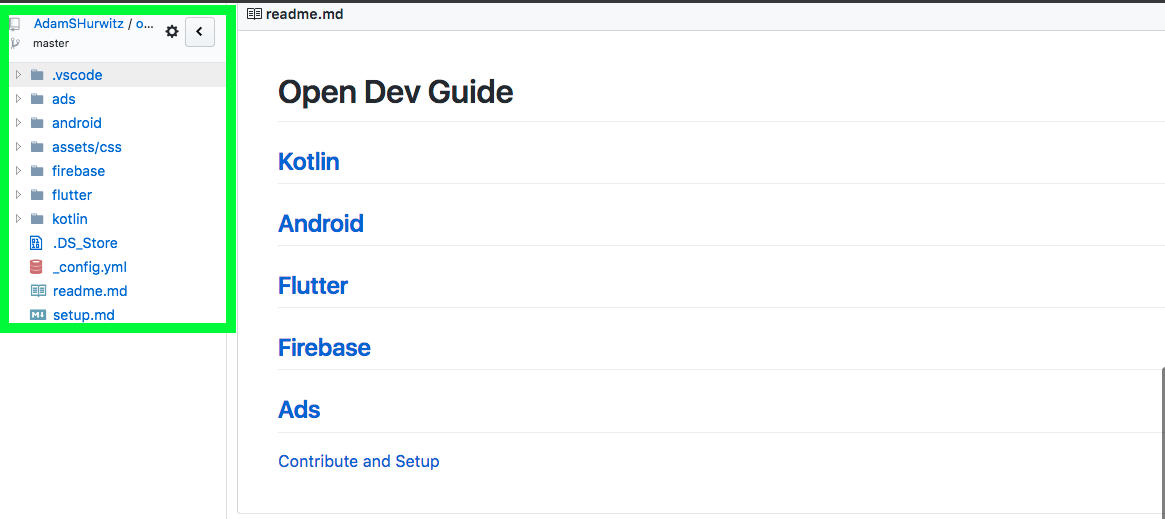 AdamSHurwitz / o...
master
.vscode
ads
android
assets/css
firebase
flutter
kotlin
.DS_Store
_config.yml
readme.md
setup.md
readme.md
Open Dev Guide
Kotlin
Android
Flutter
Firebase
Ads
Contribute and Setup